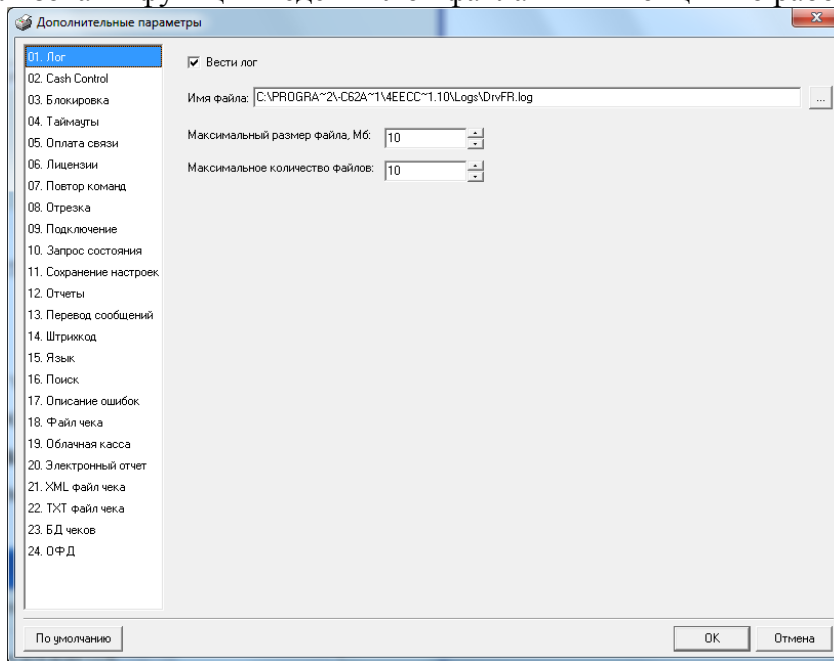 Дополнительные параметры
01. Лог
02. Cash Control
03. Блокировка
04. Таймауты
05. Оплата связи
06. Лицензии
07. Повтор команд
08. Отрезка
09. Подключение
10. Запрос состояния
11. Сохранение настроек
12. Отчеты
13. Перевод сообщений
14. Штрихкод
15. Язык
16. Поиск
17. Описание ошибок
18. Файл чека
19. Облачная касса
20. Электронный отчет
21. XML файл чека
22. TXT файл чека
23. БД чеков
24. ОФД
Вести лог
Имя файла: C:\PROGRA~2\-C62A~1\4EECC~1.10\Logs\DrvFR.log ...
Максимальный размер файла, Мб: 10
Максимальное количество файлов: 10
По умолчанию OK Отмена